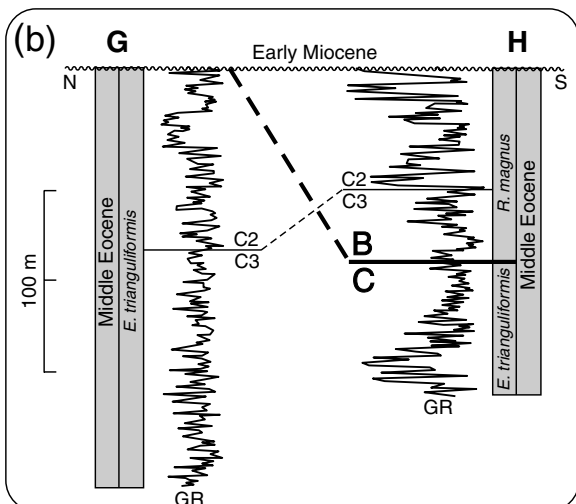 (b)
G
H
Early Miocene
N
S
Middle Eocene
E. trianguliformis
C2
C3
GR
100 m
C2
C3
B
C
R. magnus
E. trianguliformis
Middle Eocene
GR